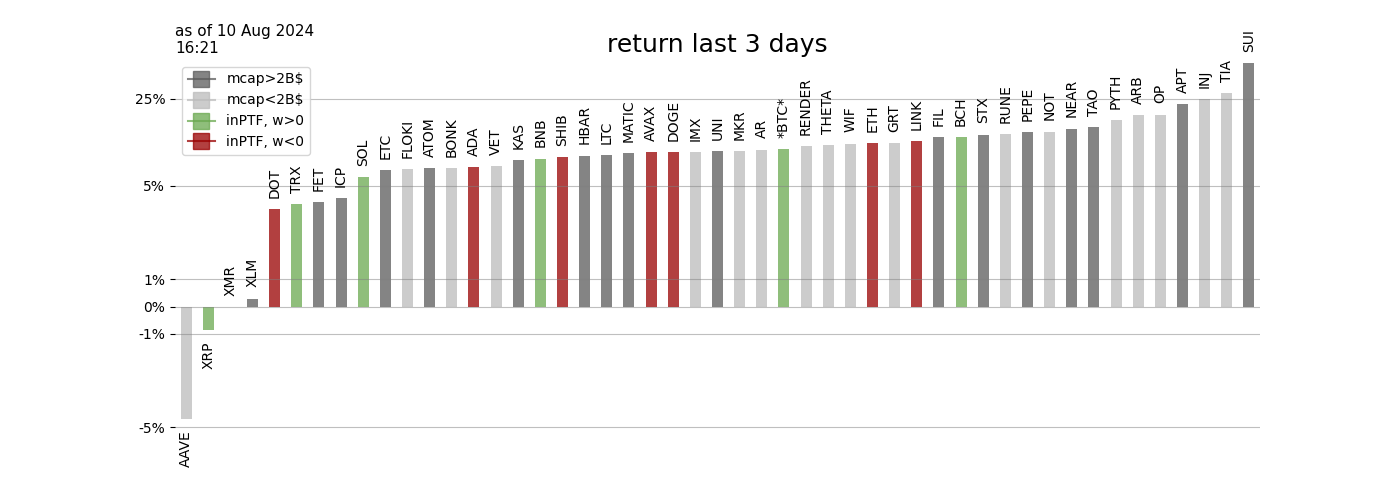 as of 10 Aug 2024
16:21
return last 3 days
mcap>2B$
mcap<2B$
inPTF, w>0
inPTF, w<0
25%
5%
1%
0%
-1%
-5%
AAVE
XRP
XMR
XLM
DOT
TRX
FET
ICP
SOL
ETC
FLOKI
ATOM
BONK
ADA
VET
KAS
BNB
SHIB
HBAR
LTC
MATIC
AVAX
DOGE
IMX
UNI
MKR
AR
*BTC*
RENDER
THETA
WIF
ETH
GRT
LINK
FIL
BCH
STX
RUNE
PEPE
NOT
NEAR
TAO
PYTH
ARB
OP
APT
INJ
TIA
SUI